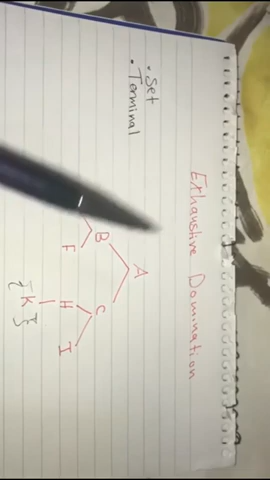 Exhaustive Domination
• Set
• Terminal
A
B C
F H I
{K}